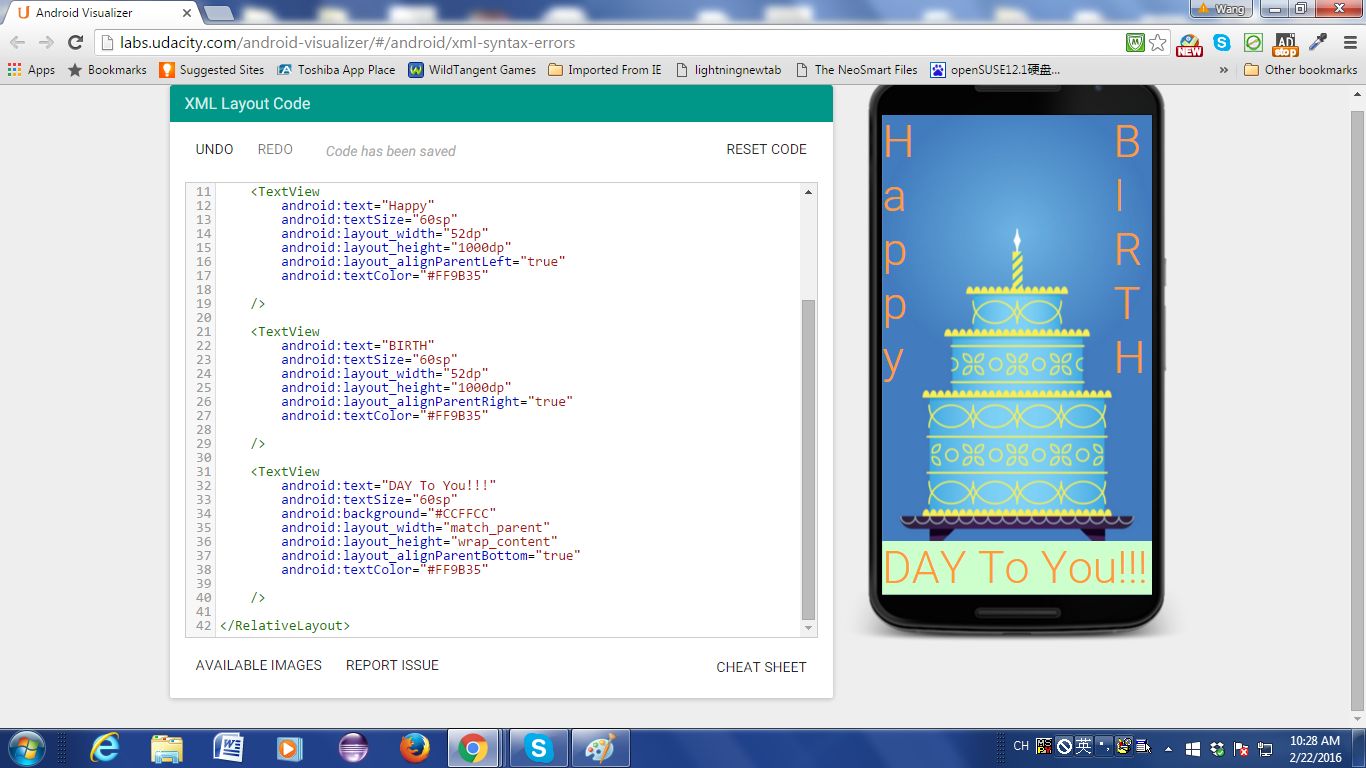 Android Visualizer
Wang
labs.udacity.com/android-visualizer/#/android/xml-syntax-errors
NEW
AD
stop
Apps
Bookmarks
Suggested Sites
Toshiba App Place
WildTangent Games
Imported From IE
lightningnewtab
The NeoSmart Files
openSUSE12.1硬盘...
»
Other bookmarks
XML Layout Code
UNDO
REDO
Code has been saved
RESET CODE
11 <TextView
12 android:text="Happy"
13 android:textSize="60sp"
14 android:layout_width="52dp"
15 android:layout_height="1000dp"
16 android:layout_alignParentLeft="true"
17 android:textColor="#FF9B35"
18
19 />
20
21 <TextView
22 android:text="BIRTH"
23 android:textSize="60sp"
24 android:layout_width="52dp"
25 android:layout_height="1000dp"
26 android:layout_alignParentRight="true"
27 android:textColor="#FF9B35"
28
29 />
30
31 <TextView
32 android:text="DAY To You!!!"
33 android:textSize="60sp"
34 android:background="#CCFFCC"
35 android:layout_width="match_parent"
36 android:layout_height="wrap_content"
37 android:layout_alignParentBottom="true"
38 android:textColor="#FF9B35"
39
40 />
41
42 </RelativeLayout>
AVAILABLE IMAGES
REPORT ISSUE
CHEAT SHEET
H
a
p
p
y
B
I
R
T
H
DAY To You!!!
CH
英
10:28 AM
2/22/2016